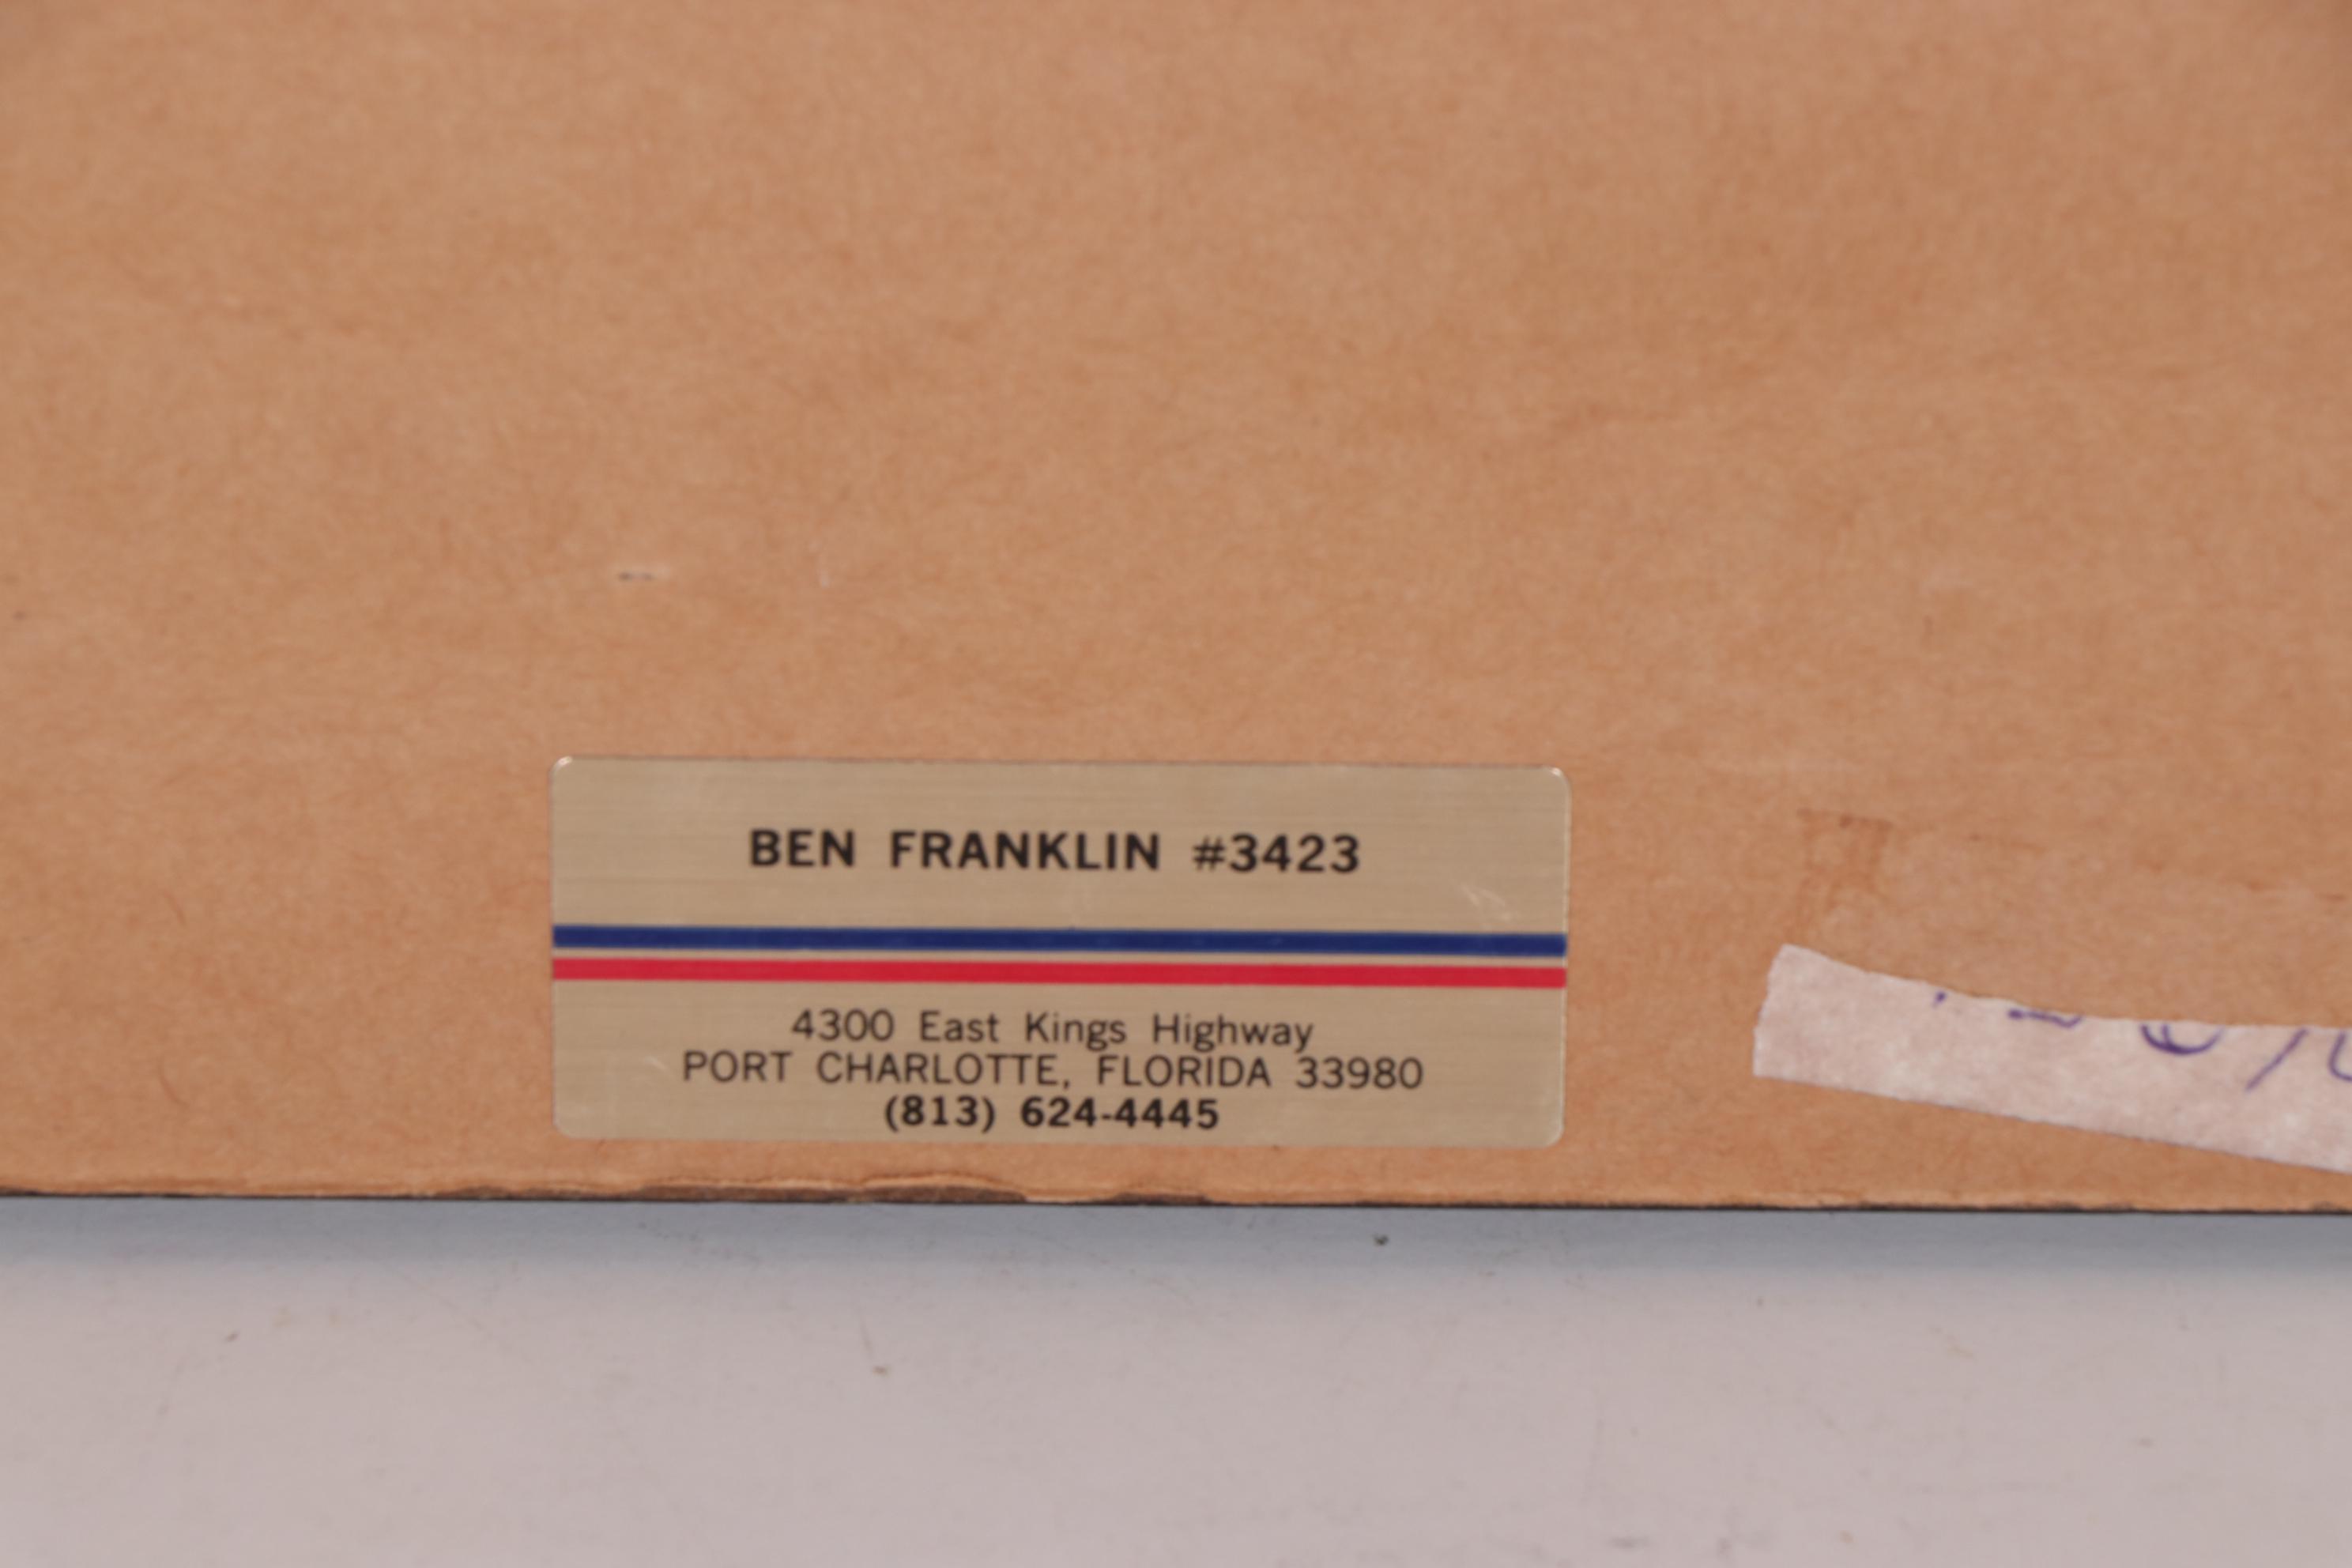 BEN FRANKLIN #3423
4300 East Kings Highway
PORT CHARLOTTE, FLORIDA 33980
(813) 624-4445